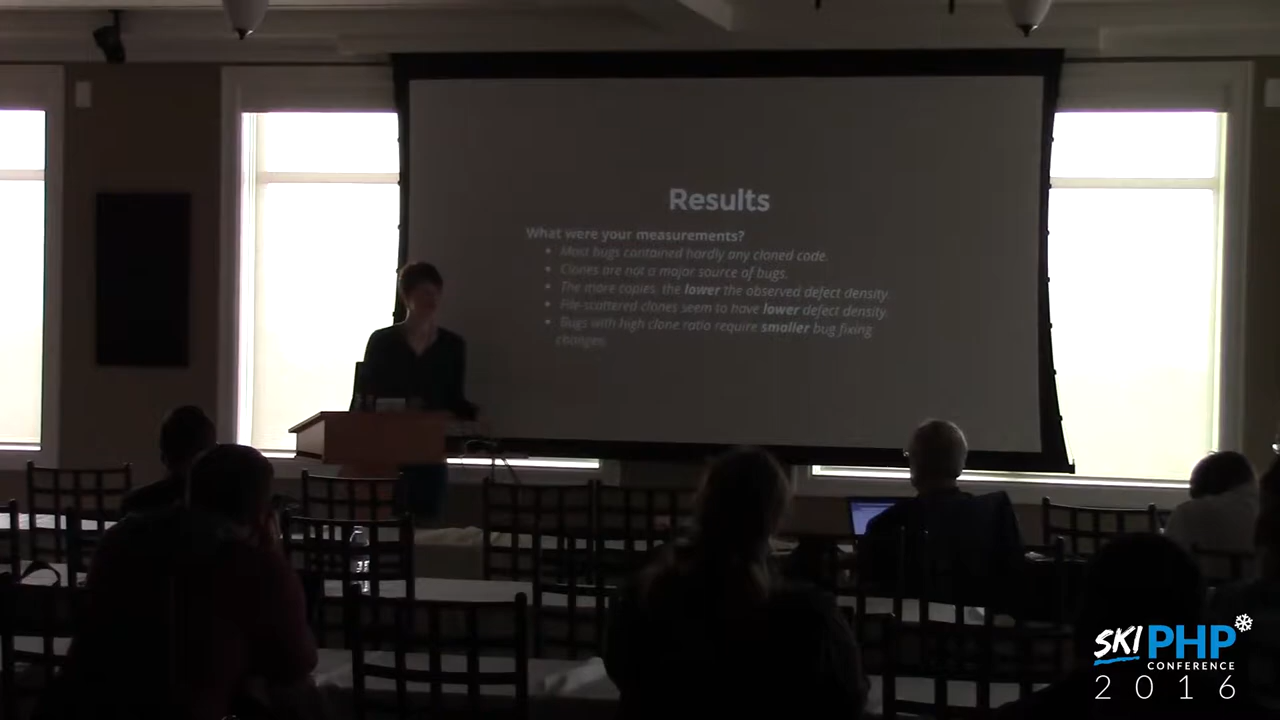 Results
What were your measurements?
• Most bugs contained hardly any cloned code.
• Clones are not a major source of bugs.
• The more copies, the lower the observed defect density.
• File-scattered clones seem to have lower defect density.
• Bugs with high clone ratio require smaller bug fixing
changes.
SKI PHP
CONFERENCE
2016